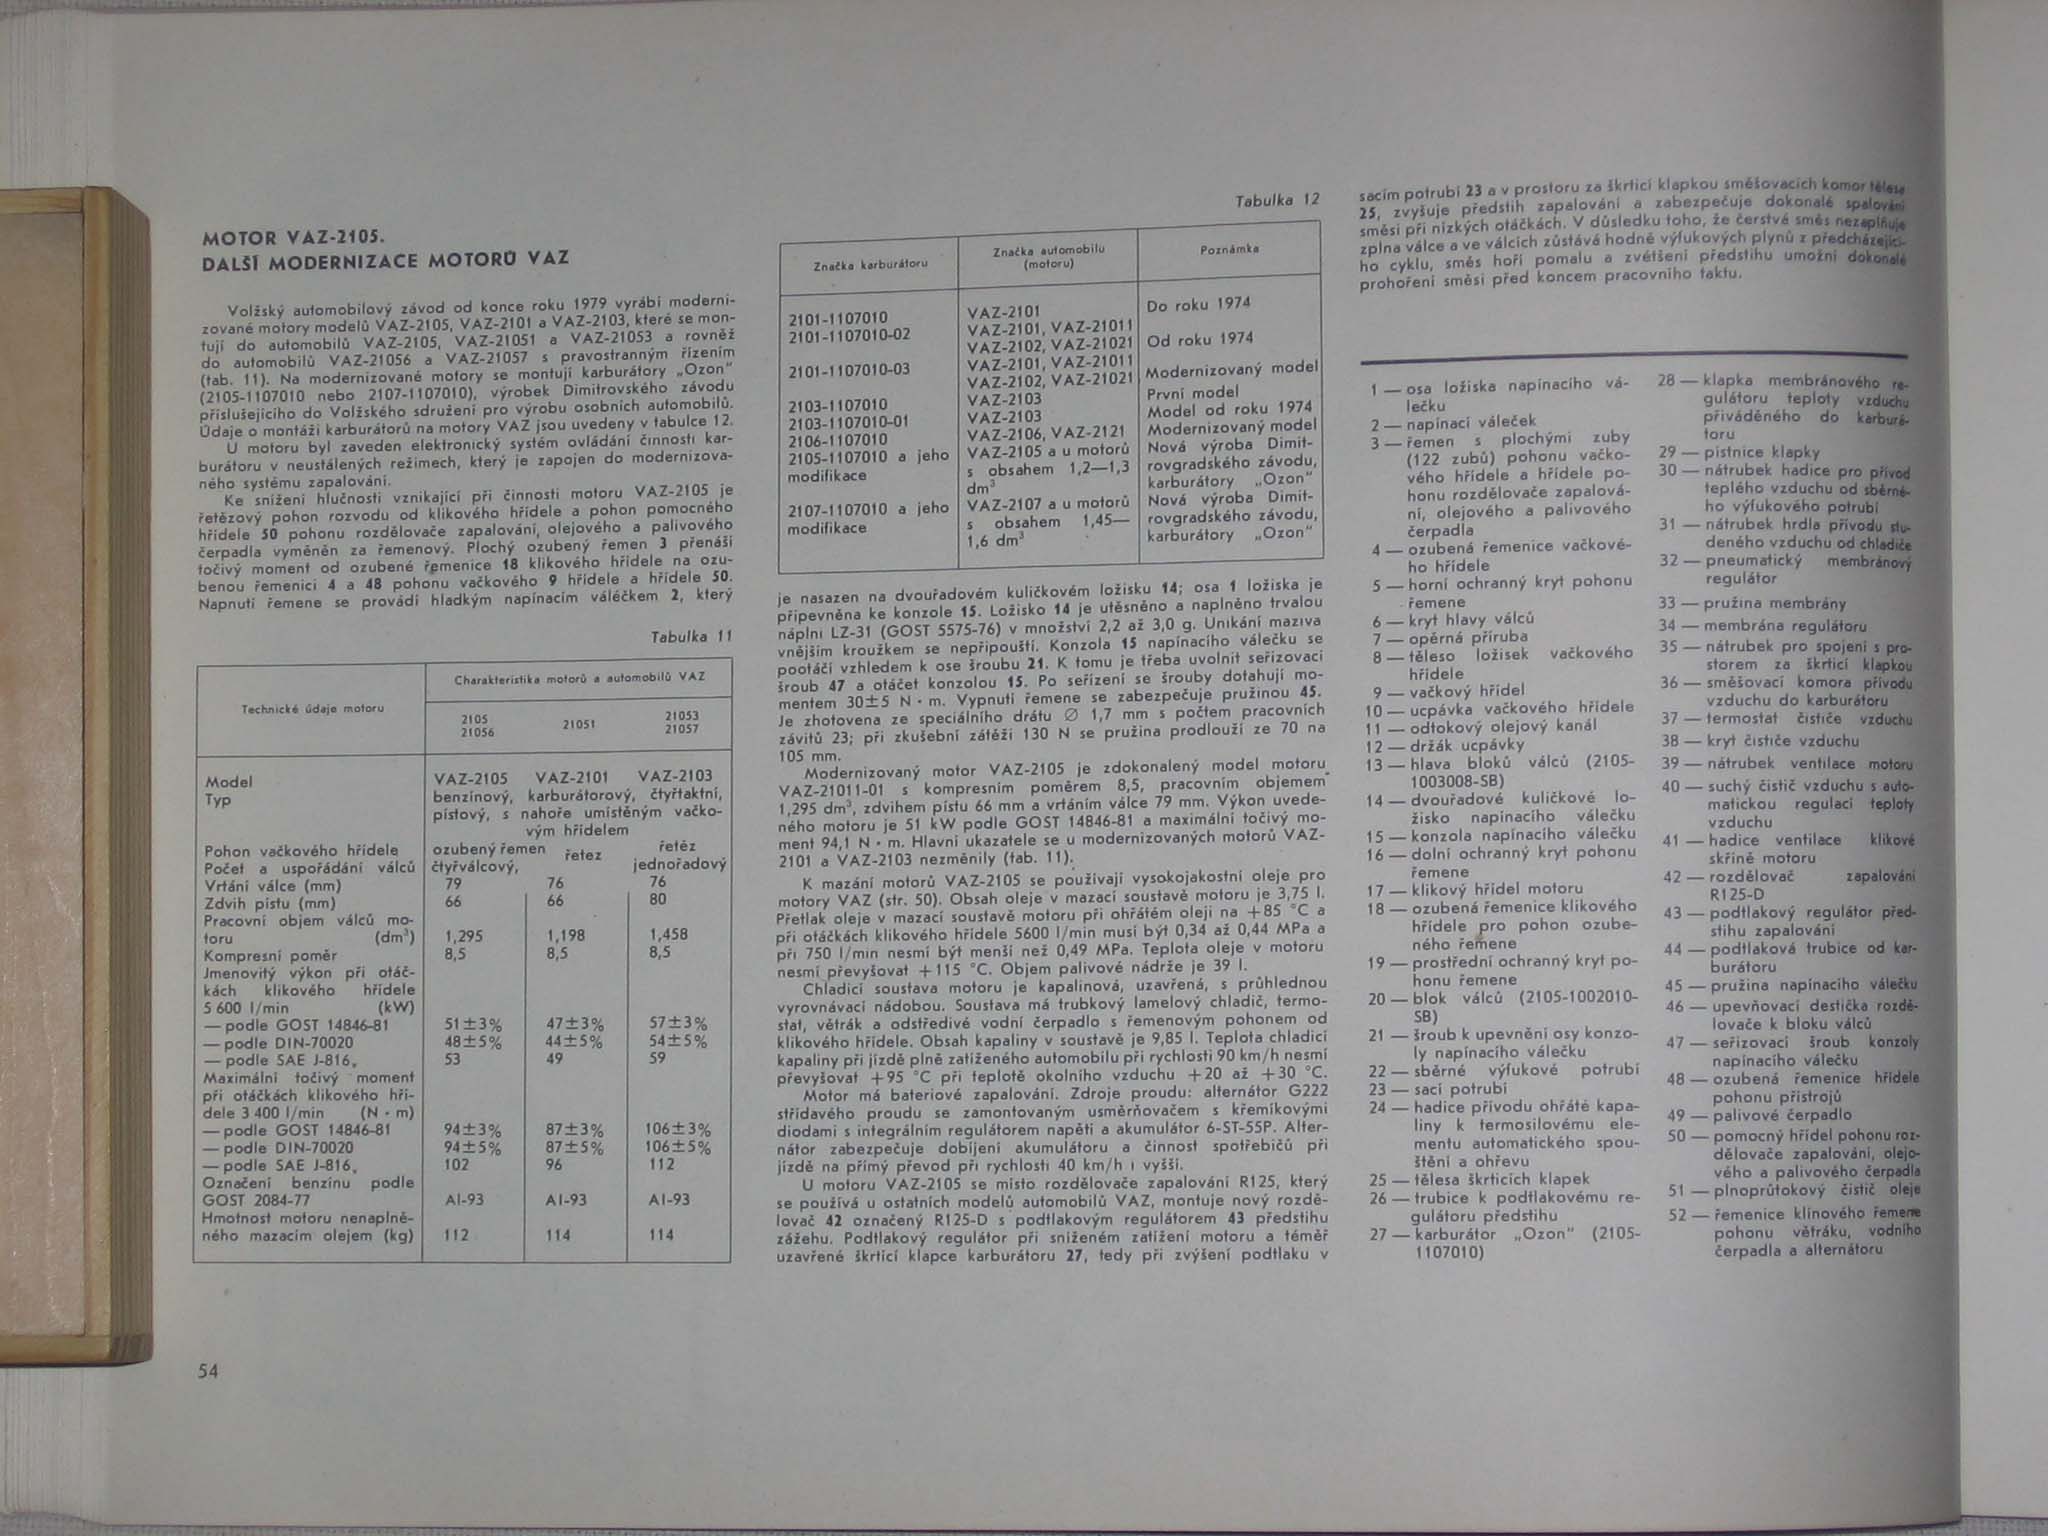 MOTOR VAZ-2105.
DALŠÍ MODERNIZACE MOTORŮ VAZ
Volžský automobilový závod od konce roku 1979 vyrábí moderni-
zované motory modelů VAZ-2105, VAZ-2101 a VAZ-2103, které se mon-
tují do automobilů VAZ-2105, VAZ-21051 a VAZ-21053 a rovněž
do automobilů VAZ-21056 a VAZ-21057 s pravostranným řízením
(tab. 11). Na modernizované motory se montují karburátory „Ozon"
(2105-1107010 nebo 2107-1107010), výrobek Dimitrovského závodu
příslušejícího do Volžského sdružení pro výrobu osobních automobilů.
Údaje o montáži karburátorů na motory VAZ jsou uvedeny v tabulce 12.
U motoru byl zaveden elektronický systém ovládání činnosti kar-
burátoru v neustálených režimech, který je zapojen do modernizova-
ného systému zapalování.
Ke snížení hlučnosti vznikající při činnosti motoru VAZ-2105 je
řetězový pohon rozvodu od klikového hřídele a pohon pomocného
hřídele 50 pohonu rozdělovače zapalování, olejového a palivového
čerpadla vyměněn za řemenový. Plochý ozubený řemen 3 přenáší
točivý moment od ozubené řemenice 18 klikového hřídele na ozu-
benou řemenici 4 a 48 pohonu vačkového 9 hřídele a hřídele 50.
Napnutí řemene se provádí hladkým napínacím válečkem 2, který
Tabulka 11
Technické údaje motoru
Charakteristika motorů a automobilů VAZ
2105
21056
21051
21053
21057
Model VAZ-2105 VAZ-2101 VAZ-2103
Typ benzínový, karburátorový, čtyřtaktní,
pístový, s nahoře umístěným vačko-
vým hřídelem
Pohon vačkového hřídele ozubený řemen řetez řetěz
Počet a uspořádání válců čtyřválcový, jednořadový
Vrtání válce (mm) 79 76 76
Zdvih pístu (mm) 66 66 80
Pracovní objem válců mo-
toru (dm³) 1,295 1,198 1,458
Kompresní poměr 8,5 8,5 8,5
Jmenovitý výkon při otáč-
kách klikového hřídele
5 600 1/min (kW)
— podle GOST 14846-81 51±3% 47±3% 57±3%
— podle DIN-70020 48±5% 44±5% 54±5%
— podle SAE J-816. 53 49 59
Maximální točivý moment
při otáčkách klikového hří-
dele 3 400 1/min (N · m)
— podle GOST 14846-81 94±3% 87±3% 106±3%
— podle DIN-70020 94±5% 87±5% 106±5%
— podle SAE J-816. 102 96 112
Označení benzínu podle
GOST 2084-77 AI-93 AI-93 AI-93
Hmotnost motoru nenaplně-
ného mazacím olejem (kg) 112 114 114
54
Tabulka 12
Značka karburátoru
Značka automobilu
(motoru)
Poznámka
2101-1107010 VAZ-2101 Do roku 1974
2101-1107010-02 VAZ-2101, VAZ-21011
VAZ-2102, VAZ-21021 Od roku 1974
2101-1107010-03 VAZ-2101, VAZ-21011
VAZ-2102, VAZ-21021 Modernizovaný model
2103-1107010 VAZ-2103 První model
2103-1107010-01 VAZ-2103 Model od roku 1974
2106-1107010 VAZ-2106, VAZ-2121 Modernizovaný model
2105-1107010 a jeho VAZ-2105 a u motorů Nová výroba Dimit-
modifikace s obsahem 1,2—1,3 rovgradského závodu,
dm³ karburátory „Ozon"
2107-1107010 a jeho VAZ-2107 a u motorů Nová výroba Dimit-
modifikace s obsahem 1,45— rovgradského závodu,
1,6 dm³ karburátory „Ozon"
je nasazen na dvouřadovém kuličkovém ložisku 14; osa 1 ložiska je
připevněna ke konzole 15. Ložisko 14 je utěsněno a naplněno trvalou
náplní LZ-31 (GOST 5575-76) v množství 2,2 až 3,0 g. Unikání maziva
vnějším kroužkem se nepřipouští. Konzola 15 napínacího válečku se
pootáčí vzhledem k ose šroubu 21. K tomu je třeba uvolnit seřizovací
šroub 47 a otáčet konzolou 15. Po seřízení se šrouby dotahují mo-
mentem 30±5 N · m. Vypnutí řemene se zabezpečuje pružinou 45.
Je zhotovena ze speciálního drátu Ø 1,7 mm s počtem pracovních
závitů 23; při zkušební zátěži 130 N se pružina prodlouží ze 70 na
105 mm.
Modernizovaný motor VAZ-2105 je zdokonalený model motoru
VAZ-21011-01 s kompresním poměrem 8,5, pracovním objemem
1,295 dm³, zdvihem pístu 66 mm a vrtáním válce 79 mm. Výkon uvede-
ného motoru je 51 kW podle GOST 14846-81 a maximální točivý mo-
ment 94,1 N · m. Hlavní ukazatele se u modernizovaných motorů VAZ-
2101 a VAZ-2103 nezměnily (tab. 11).
K mazání motorů VAZ-2105 se používají vysokojakostní oleje pro
motory VAZ (str. 50). Obsah oleje v mazací soustavě motoru je 3,75 l.
Přetlak oleje v mazací soustavě motoru při ohřátém oleji na +85 °C a
při otáčkách klikového hřídele 5600 1/min musí být 0,34 až 0,44 MPa a
při 750 1/min nesmí být menší než 0,49 MPa. Teplota oleje v motoru
nesmí převyšovat +115 °C. Objem palivové nádrže je 39 l.
Chladicí soustava motoru je kapalinová, uzavřená, s průhlednou
vyrovnávací nádobou. Soustava má trubkový lamelový chladič, termo-
stat, větrák a odstředivé vodní čerpadlo s řemenovým pohonem od
klikového hřídele. Obsah kapaliny v soustavě je 9,85 l. Teplota chladicí
kapaliny při jízdě plně zatíženého automobilu při rychlosti 90 km/h nesmí
převyšovat +95 °C při teplotě okolního vzduchu +20 až +30 °C.
Motor má bateriové zapalování. Zdroje proudu: alternátor G222
střídavého proudu se zamontovaným usměrňovačem s křemíkovými
diodami s integrálním regulátorem napětí a akumulátor 6-ST-55P. Alter-
nátor zabezpečuje dobíjení akumulátoru a činnost spotřebičů při
jízdě na přímý převod při rychlosti 40 km/h i vyšší.
U motoru VAZ-2105 se místo rozdělovače zapalování R125, který
se používá u ostatních modelů automobilů VAZ, montuje nový rozdě-
lovač 42 označený R125-D s podtlakovým regulátorem 43 předstihu
zážehu. Podtlakový regulátor při sníženém zatížení motoru a téměř
uzavřené škrticí klapce karburátoru 27, tedy při zvýšení podtlaku v
sacím potrubí 23 a v prostoru za škrticí klapkou směšovacích komor tělesa
25, zvyšuje předstih zapalování a zabezpečuje dokonalé spalování
směsi při nízkých otáčkách. V důsledku toho, že čerstvá směs nezaplňuje
zplna válce a ve válcích zůstává hodně výfukových plynů z předcházející-
ho cyklu, směs hoří pomalu a zvětšení předstihu umožní dokonalé
prohoření směsi před koncem pracovního taktu.
1 — osa ložiska napínacího vá-
lečku
2 — napínací váleček
3 — řemen s plochými zuby
(122 zubů) pohonu vačko-
vého hřídele a hřídele po-
honu rozdělovače zapalová-
ní, olejového a palivového
čerpadla
4 — ozubená řemenice vačkové-
ho hřídele
5 — horní ochranný kryt pohonu
řemene
6 — kryt hlavy válců
7 — opěrná příruba
8 — těleso ložisek vačkového
hřídele
9 — vačkový hřídel
10 — ucpávka vačkového hřídele
11 — odtokový olejový kanál
12 — držák ucpávky
13 — hlava bloků válců (2105-
1003008-SB)
14 — dvouřadové kuličkové lo-
žisko napínacího válečku
15 — konzola napínacího válečku
16 — dolní ochranný kryt pohonu
řemene
17 — klikový hřídel motoru
18 — ozubená řemenice klikového
hřídele pro pohon ozube-
ného řemene
19 — prostřední ochranný kryt po-
honu řemene
20 — blok válců (2105-1002010-
SB)
21 — šroub k upevnění osy konzo-
ly napínacího válečku
22 — sběrné výfukové potrubí
23 — sací potrubí
24 — hadice přívodu ohřáté kapa-
liny k termosilovému ele-
mentu automatického spou-
štění a ohřevu
25 — tělesa škrticích klapek
26 — trubice k podtlakovému re-
gulátoru předstihu
27 — karburátor „Ozon" (2105-
1107010)
28 — klapka membránového re-
gulátoru teploty vzduchu
přiváděného do karburá-
toru
29 — pístnice klapky
30 — nátrubek hadice pro přívod
teplého vzduchu od sběrné-
ho výfukového potrubí
31 — nátrubek hrdla přívodu stu-
deného vzduchu od chladiče
32 — pneumatický membránový
regulátor
33 — pružina membrány
34 — membrána regulátoru
35 — nátrubek pro spojení s pro-
storem za škrticí klapkou
36 — směšovací komora přívodu
vzduchu do karburátoru
37 — termostat čističe vzduchu
38 — kryt čističe vzduchu
39 — nátrubek ventilace motoru
40 — suchý čistič vzduchu s auto-
matickou regulací teploty
vzduchu
41 — hadice ventilace klikové
skříně motoru
42 — rozdělovač zapalování
R125-D
43 — podtlakový regulátor před-
stihu zapalování
44 — podtlaková trubice od kar-
burátoru
45 — pružina napínacího válečku
46 — upevňovací destička rozdě-
lovače k bloku válců
47 — seřizovací šroub konzoly
napínacího válečku
48 — ozubená řemenice hřídele
pohonu přístrojů
49 — palivové čerpadlo
50 — pomocný hřídel pohonu roz-
dělovače zapalování, olejo-
vého a palivového čerpadla
51 — plnoprůtokový čistič oleje
52 — řemenice klínového řemene
pohonu větráku, vodního
čerpadla a alternátoru